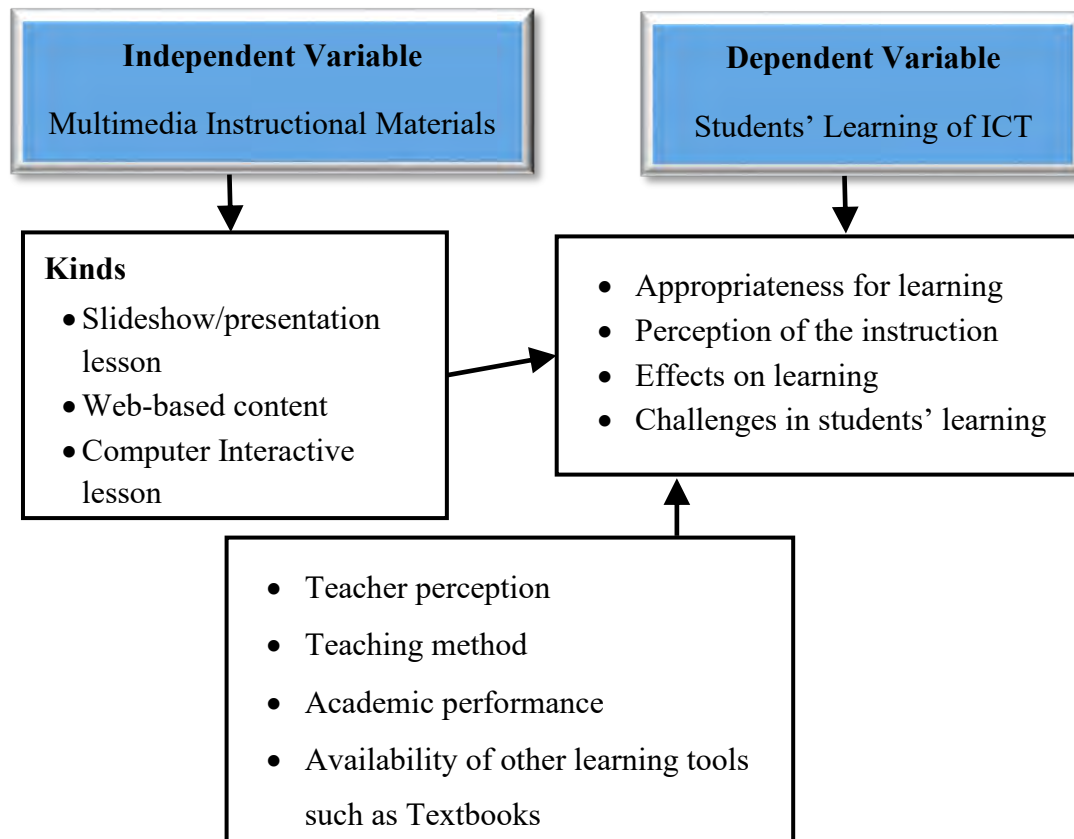 Independent Variable
Multimedia Instructional Materials
Dependent Variable
Students’ Learning of ICT
Kinds
• Slideshow/presentation
lesson
• Web-based content
• Computer Interactive
lesson
• Appropriateness for learning
• Perception of the instruction
• Effects on learning
• Challenges in students’ learning
• Teacher perception
• Teaching method
• Academic performance
• Availability of other learning tools
such as Textbooks